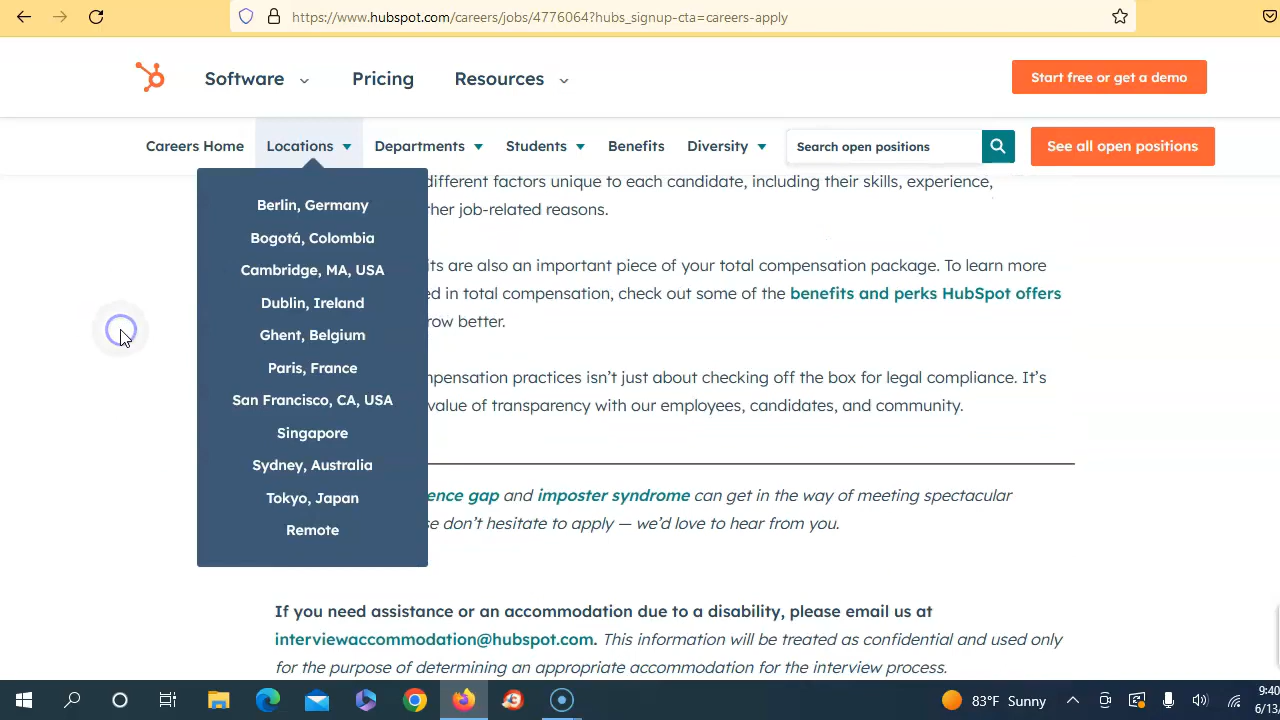 https://www.hubspot.com/careers/jobs/4776064?hubs_signup-cta=careers-apply
Software
Pricing
Resources
Start free or get a demo
Careers Home
Locations
Departments
Students
Benefits
Diversity
Search open positions
See all open positions
Berlin, Germany
Bogotá, Colombia
Cambridge, MA, USA
Dublin, Ireland
Ghent, Belgium
Paris, France
San Francisco, CA, USA
Singapore
Sydney, Australia
Tokyo, Japan
Remote
different factors unique to each candidate, including their skills, experience,
her job-related reasons.
its are also an important piece of your total compensation package. To learn more
d in total compensation, check out some of the benefits and perks HubSpot offers
row better.
mpensation practices isn't just about checking off the box for legal compliance. It's
value of transparency with our employees, candidates, and community.
ence gap and imposter syndrome can get in the way of meeting spectacular
se don't hesitate to apply — we'd love to hear from you.
If you need assistance or an accommodation due to a disability, please email us at
interviewaccommodation@hubspot.com. This information will be treated as confidential and used only
for the purpose of determining an appropriate accommodation for the interview process.
83°F Sunny
9:40
6/13